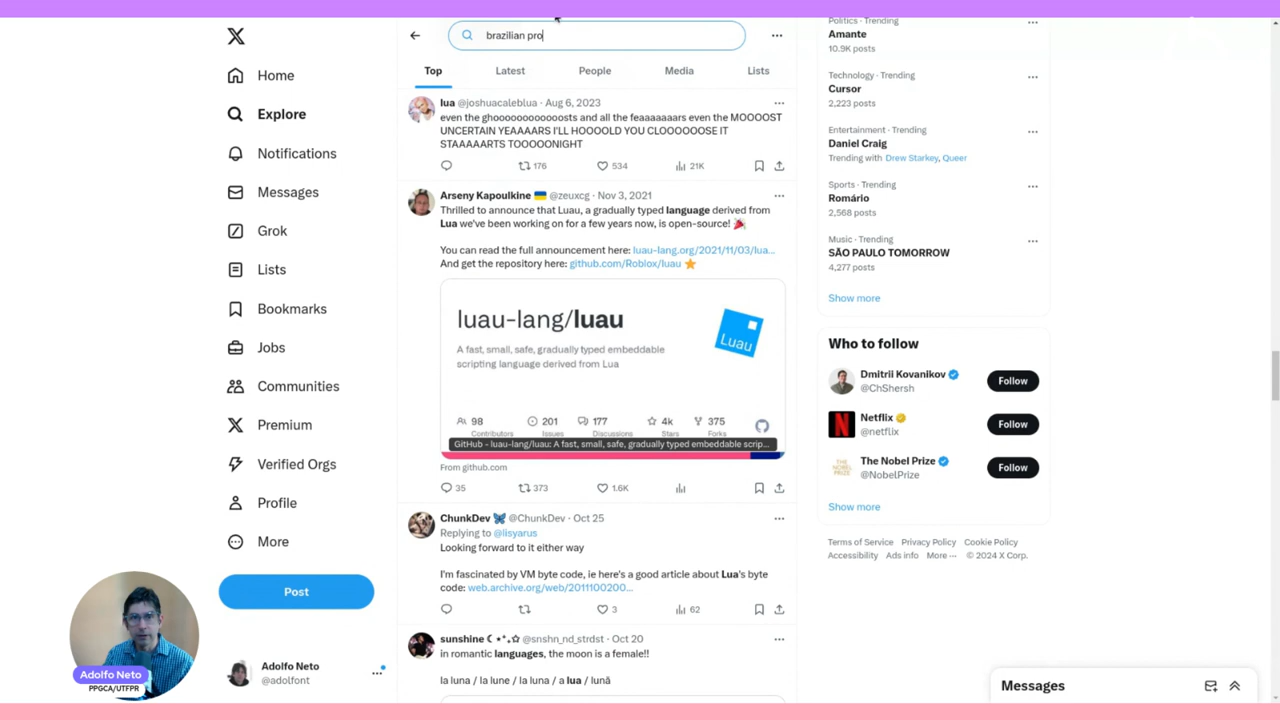 Home
Explore
Notifications
Messages
Grok
Lists
Bookmarks
Jobs
Communities
Premium
Verified Orgs
Profile
More
Post
Adolfo Neto
@adolfont
Adolfo Neto
PPGCA/UTFPR
brazilian pro
Top
Latest
People
Media
Lists
lua @joshuacaleblua · Aug 6, 2023
even the ghoooooooooooosts and all the feaaaaaaars even the MOOOOST
UNCERTAIN YEAAAARS I'LL HOOOOLD YOU CLOOOOOOSE IT
STAAAAARTS TOOOOONIGHT
176
534
21K
Arseny Kapoulkine 🇺🇦 @zeuxcg · Nov 3, 2021
Thrilled to announce that Luau, a gradually typed language derived from
Lua we've been working on for a few years now, is open-source! 🎉
You can read the full announcement here: luau-lang.org/2021/11/03/lua...
And get the repository here: github.com/Roblox/luau ⭐
luau-lang/luau
A fast, small, safe, gradually typed embeddable
scripting language derived from Lua
Luau
98
Contributors
201
Issues
177
Discussions
4k
Stars
375
Forks
GitHub - luau-lang/luau: A fast, small, safe, gradually typed embeddable scrip...
From github.com
35
373
1.6K
ChunkDev 🦋 @ChunkDev · Oct 25
Replying to @lisyarus
Looking forward to it either way
I'm fascinated by VM byte code, ie here's a good article about Lua's byte
code: web.archive.org/web/2011100200...
3
62
sunshine ☾⋆⁺₊✩ @snshn_nd_strdst · Oct 20
in romantic languages, the moon is a female!!
la luna / la lune / la luna / a lua / lună
Politics · Trending
Amante
10.9K posts
Technology · Trending
Cursor
2,223 posts
Entertainment · Trending
Daniel Craig
Trending with Drew Starkey, Queer
Sports · Trending
Romário
2,568 posts
Music · Trending
SÃO PAULO TOMORROW
4,277 posts
Show more
Who to follow
Dmitrii Kovanikov
@ChShersh
Follow
Netflix
@netflix
Follow
The Nobel Prize
@NobelPrize
Follow
Show more
Terms of Service Privacy Policy Cookie Policy
Accessibility Ads info More ··· © 2024 X Corp.
Messages